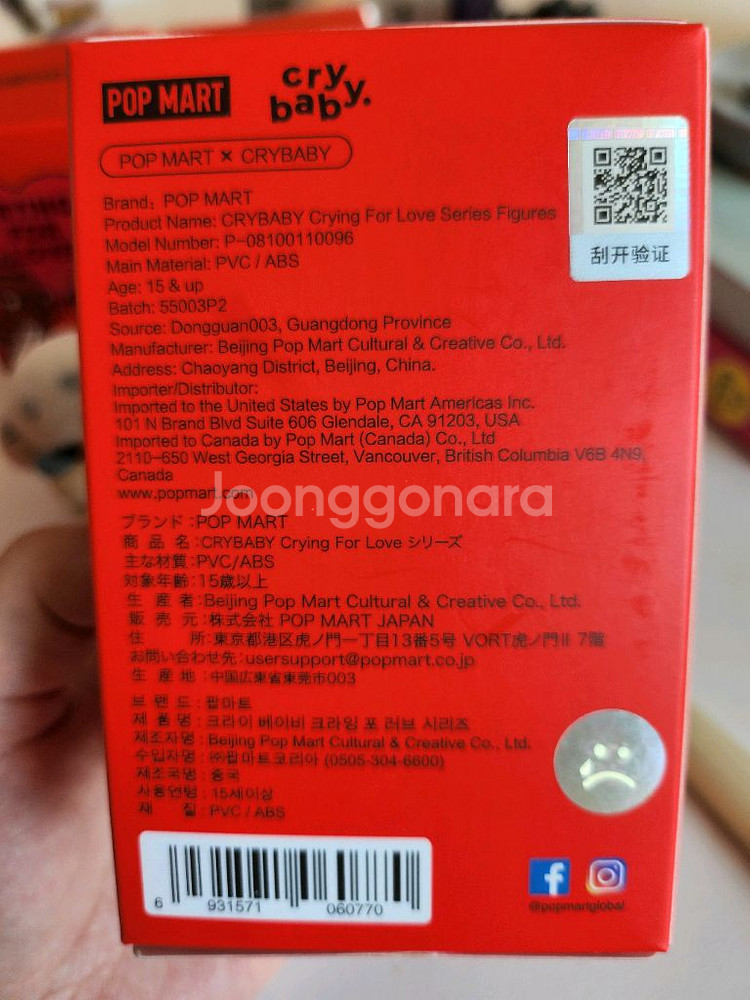 POP MART
cry
baby.
POP MART × CRYBABY
Brand: POP MART
Product Name: CRYBABY Crying For Love Series Figures
Model Number: P-08100110096
Main Material: PVC / ABS
Age: 15 & up
Batch: 55003P2
Source: Dongguan003, Guangdong Province
Manufacturer: Beijing Pop Mart Cultural & Creative Co., Ltd.
Address: Chaoyang District, Beijing, China.
Importer/Distributor:
Imported to the United States by Pop Mart Americas Inc.
101 N Brand Blvd Suite 606 Glendale, CA 91203, USA
Imported to Canada by Pop Mart (Canada) Co., Ltd
2110-650 West Georgia Street, Vancouver, British Columbia V6B 4N9,
Canada
www.popmart.com
刮开验证
Joonggonara
ブランド:POP MART
商 品 名:CRYBABY Crying For Love シリーズ
主な材質:PVC/ABS
対象年齢:15歳以上
生 産 者:Beijing Pop Mart Cultural & Creative Co., Ltd.
販 売 元:株式会社 POP MART JAPAN
住 所:東京都港区虎ノ門一丁目13番5号 VORT虎ノ門II 7階
お問い合わせ先:usersupport@popmart.co.jp
生 産 地:中国広東省東莞市003
브 랜 드 : 팝마트
제 품 명 : 크라이 베이비 크라잉 포 러브 시리즈
제조자명 : Beijing Pop Mart Cultural & Creative Co., Ltd.
수입자명 : ㈜팝마트코리아 (0505-304-6600)
제조국명 : 중국
사용연령 : 15세이상
재 질 : PVC / ABS
6 931571 060770
@popmartglobal